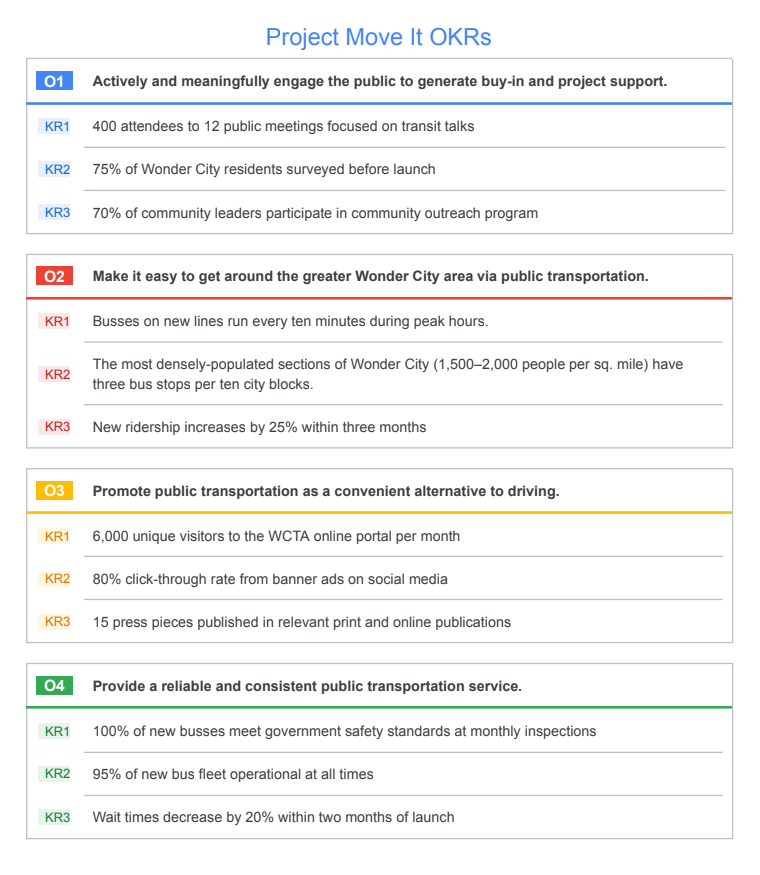 Project Move It OKRs
O1 Actively and meaningfully engage the public to generate buy-in and project support.
KR1 400 attendees to 12 public meetings focused on transit talks
KR2 75% of Wonder City residents surveyed before launch
KR3 70% of community leaders participate in community outreach program
O2 Make it easy to get around the greater Wonder City area via public transportation.
KR1 Busses on new lines run every ten minutes during peak hours.
KR2 The most densely-populated sections of Wonder City (1,500–2,000 people per sq. mile) have
three bus stops per ten city blocks.
KR3 New ridership increases by 25% within three months
O3 Promote public transportation as a convenient alternative to driving.
KR1 6,000 unique visitors to the WCTA online portal per month
KR2 80% click-through rate from banner ads on social media
KR3 15 press pieces published in relevant print and online publications
O4 Provide a reliable and consistent public transportation service.
KR1 100% of new busses meet government safety standards at monthly inspections
KR2 95% of new bus fleet operational at all times
KR3 Wait times decrease by 20% within two months of launch